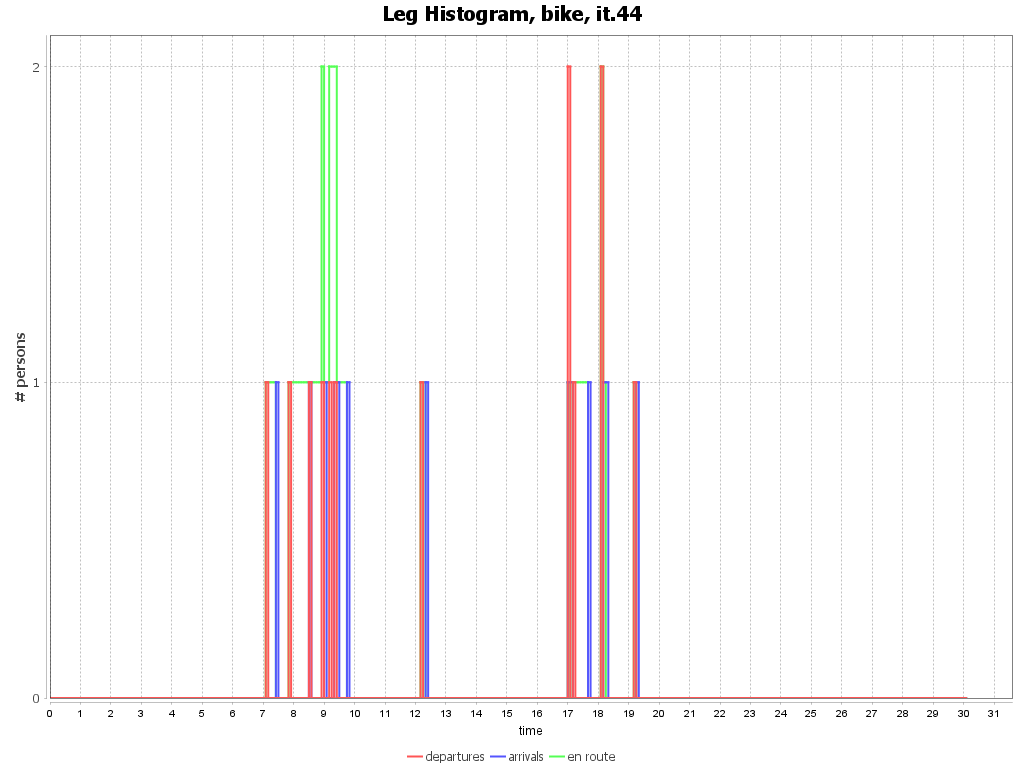 Leg Histogram, bike, it.44
2
1
0
# persons
0 1 2 3 4 5 6 7 8 9 10 11 12 13 14 15 16 17 18 19 20 21 22 23 24 25 26 27 28 29 30 31
time
departures arrivals en route